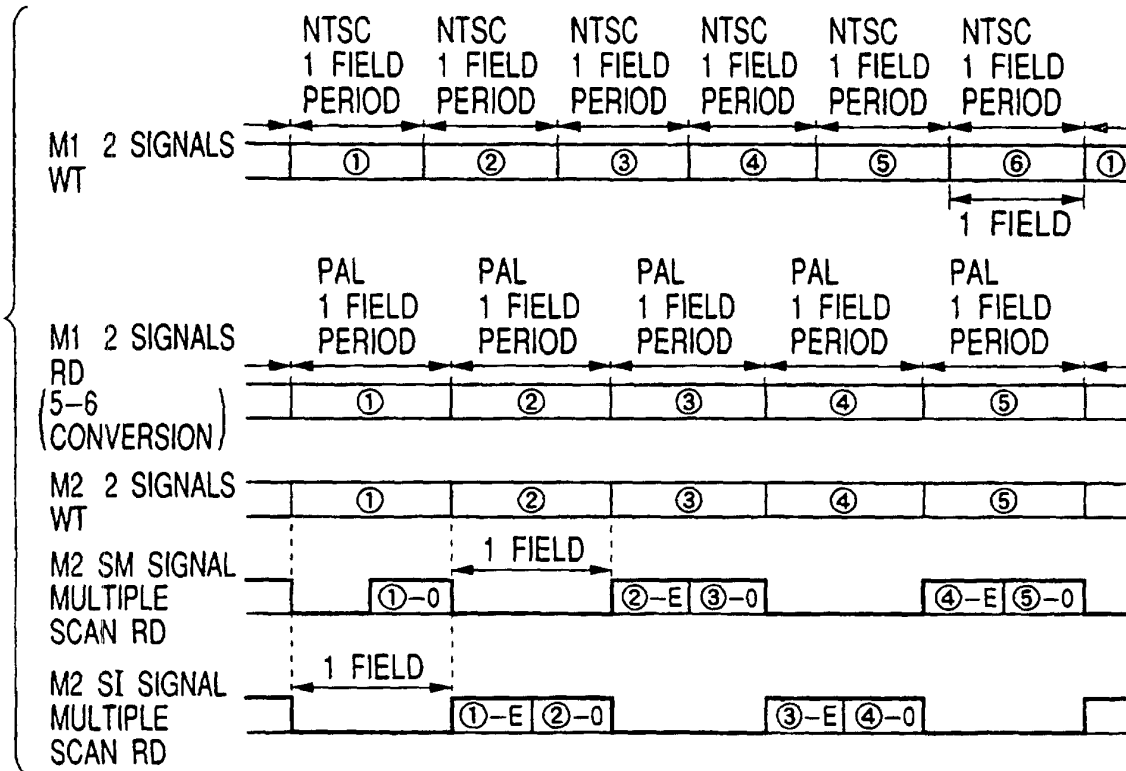 NTSC NTSC NTSC NTSC NTSC NTSC
1 FIELD 1 FIELD 1 FIELD 1 FIELD 1 FIELD 1 FIELD
PERIOD PERIOD PERIOD PERIOD PERIOD PERIOD
M1 2 SIGNALS
WT
① ② ③ ④ ⑤ ⑥ ①
1 FIELD
PAL PAL PAL PAL PAL
1 FIELD 1 FIELD 1 FIELD 1 FIELD 1 FIELD
PERIOD PERIOD PERIOD PERIOD PERIOD
M1 2 SIGNALS
RD
(5-6
CONVERSION)
① ② ③ ④ ⑤
M2 2 SIGNALS
WT
① ② ③ ④ ⑤
1 FIELD
M2 SM SIGNAL
MULTIPLE
SCAN RD
①-O ②-E ③-O ④-E ⑤-O
1 FIELD
M2 SI SIGNAL
MULTIPLE
SCAN RD
①-E ②-O ③-E ④-O